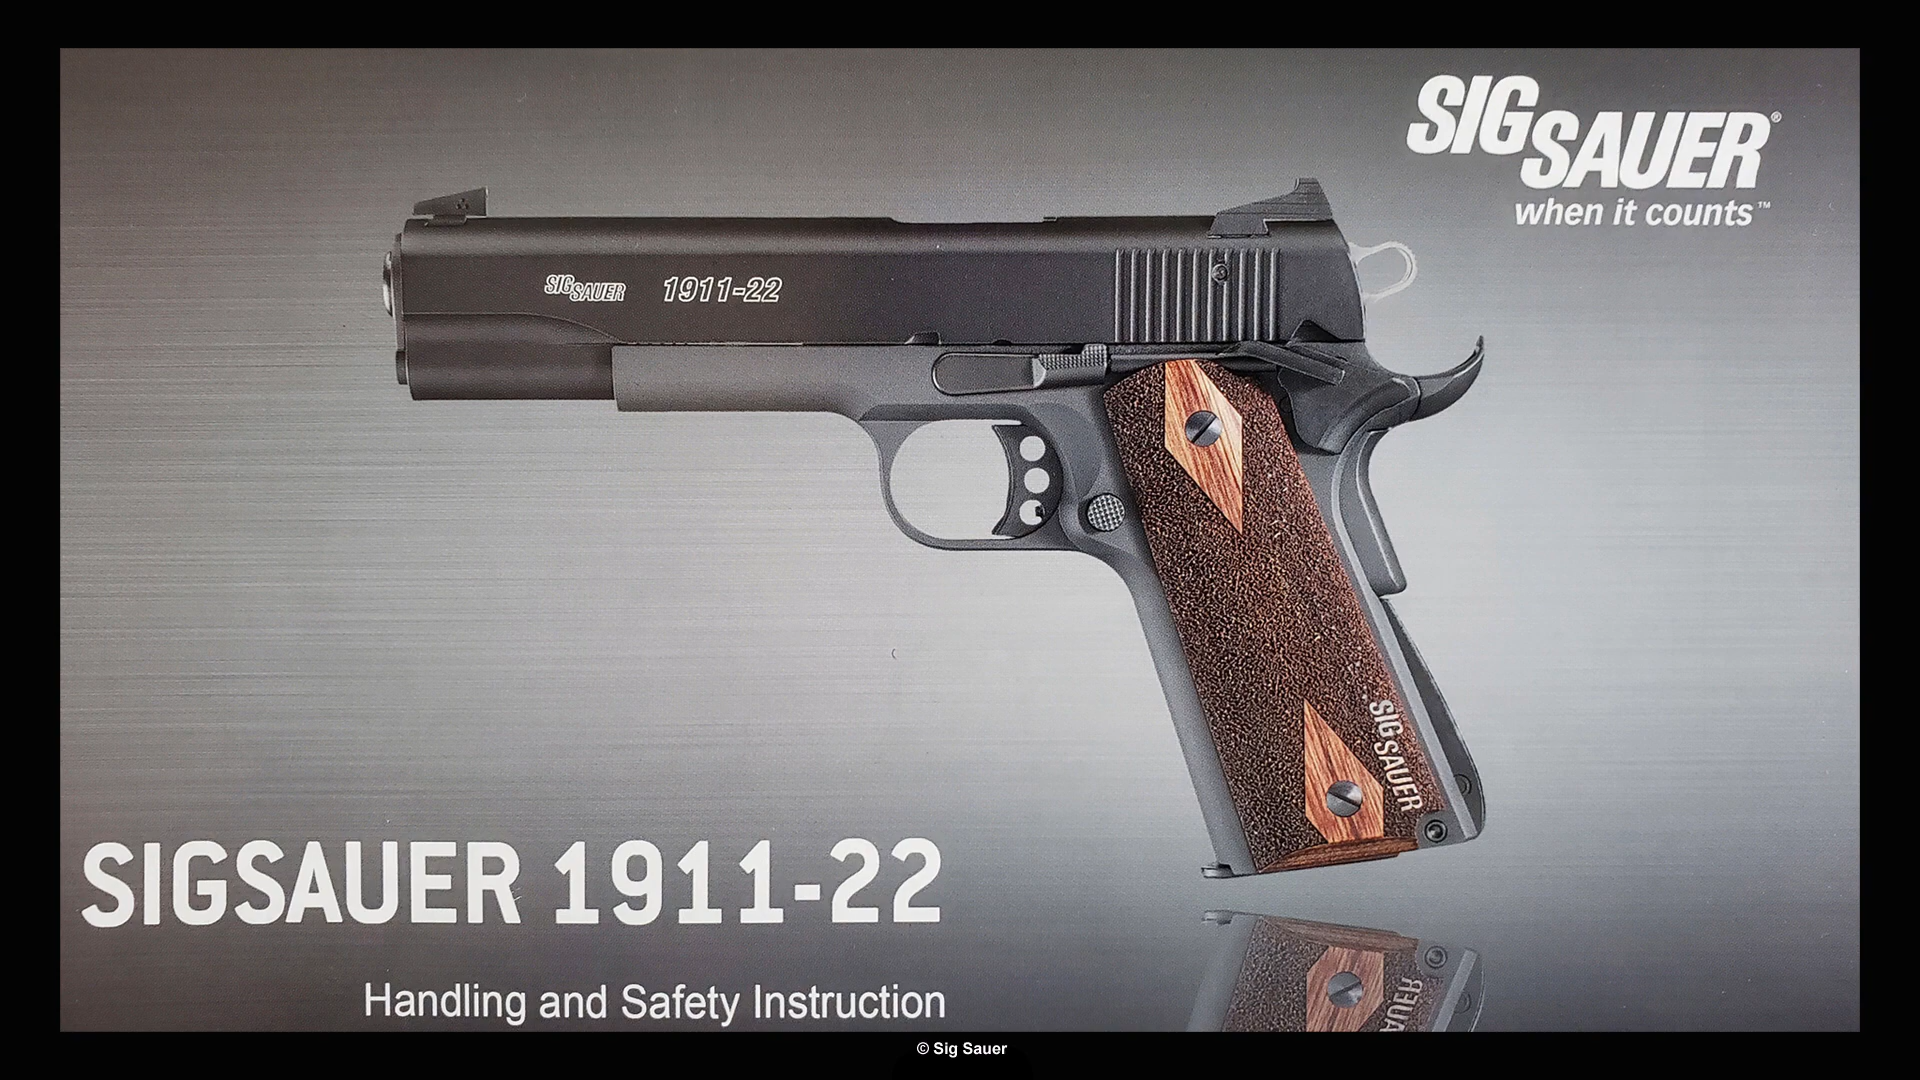 SIG SAUER®
when it counts™
SIG SAUER 1911-22
SIG SAUER
SIGSAUER 1911-22
Handling and Safety Instruction
SAUER
© Sig Sauer